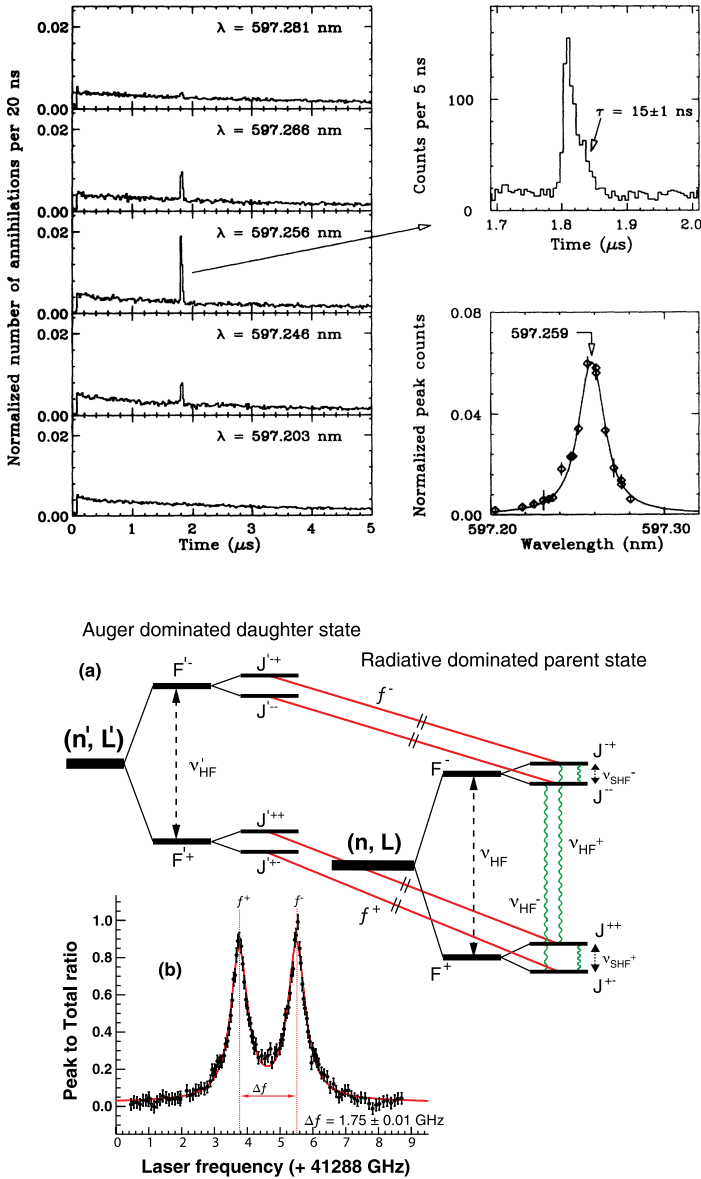 Normalized number of annihilations per 20 ns
0.02
0.00
λ = 597.281 nm
0.02
0.00
λ = 597.266 nm
0.02
0.00
λ = 597.256 nm
0.02
0.00
λ = 597.246 nm
0.02
0.00
λ = 597.203 nm
0 1 2 3 4 5
Time (μs)
Counts per 5 ns
100
0
τ = 15±1 ns
1.7 1.8 1.9 2.0
Time (μs)
Normalized peak counts
0.08
0.04
0.00
597.259
597.20 597.30
Wavelength (nm)
Auger dominated daughter state
(a)
Radiative dominated parent state
F'-
J'-+
J'--
f-
(n', L')
ν'HF
F'+
J'++
J'+-
f+
(n, L)
F-
J-+
J--
νSHF-
νHF
νHF+
νHF-
F+
J++
J+-
νSHF+
(b)
f+ f-
Peak to Total ratio
1.0
0.8
0.6
0.4
0.2
0.0
Δf
Δf = 1.75 ± 0.01 GHz
0 1 2 3 4 5 6 7 8 9
Laser frequency (+ 41288 GHz)